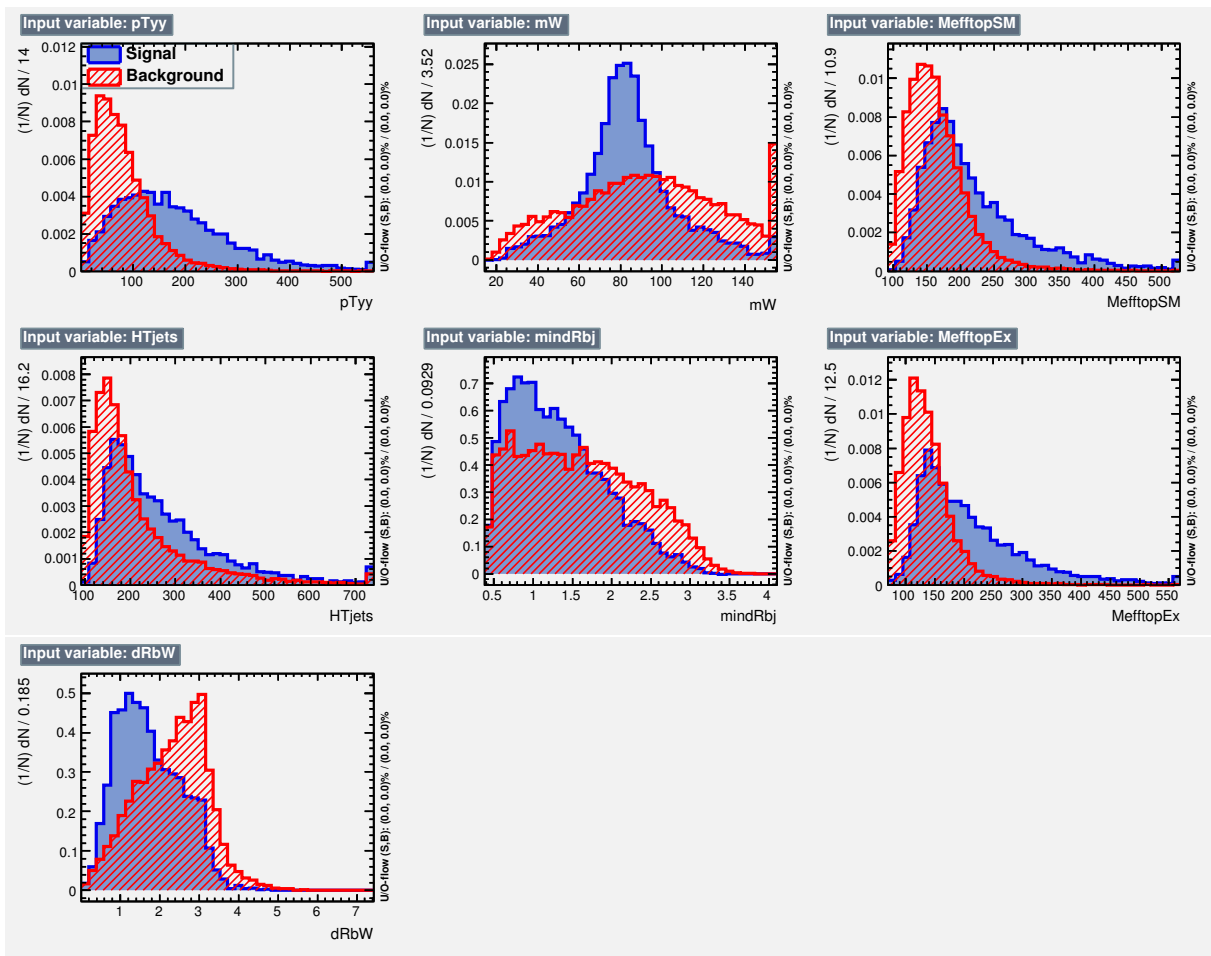 Input variable: pTyy
(1/N) dN / 14
Signal
Background
0.012
0.01
0.008
0.006
0.004
0.002
0
0 100 200 300 400 500
pTyy
U/O-flow (S,B): (0.0, 0.0)% / (0.0, 0.0)%
Input variable: mW
(1/N) dN / 3.52
0.025
0.02
0.015
0.01
0.005
0
20 40 60 80 100 120 140
mW
U/O-flow (S,B): (0.0, 0.0)% / (0.0, 0.0)%
Input variable: MefftopSM
(1/N) dN / 10.9
0.01
0.008
0.006
0.004
0.002
0
100 150 200 250 300 350 400 450 500
MefftopSM
U/O-flow (S,B): (0.0, 0.0)% / (0.0, 0.0)%
Input variable: HTjets
(1/N) dN / 16.2
0.008
0.007
0.006
0.005
0.004
0.003
0.002
0.001
0
100 200 300 400 500 600 700
HTjets
U/O-flow (S,B): (0.0, 0.0)% / (0.0, 0.0)%
Input variable: mindRbj
(1/N) dN / 0.0929
0.7
0.6
0.5
0.4
0.3
0.2
0.1
0
0.5 1 1.5 2 2.5 3 3.5 4
mindRbj
U/O-flow (S,B): (0.0, 0.0)% / (0.0, 0.0)%
Input variable: MefftopEx
(1/N) dN / 12.5
0.012
0.01
0.008
0.006
0.004
0.002
0
100 150 200 250 300 350 400 450 500 550
MefftopEx
U/O-flow (S,B): (0.0, 0.0)% / (0.0, 0.0)%
Input variable: dRbW
(1/N) dN / 0.185
0.5
0.4
0.3
0.2
0.1
0
1 2 3 4 5 6 7
dRbW
U/O-flow (S,B): (0.0, 0.0)% / (0.0, 0.0)%